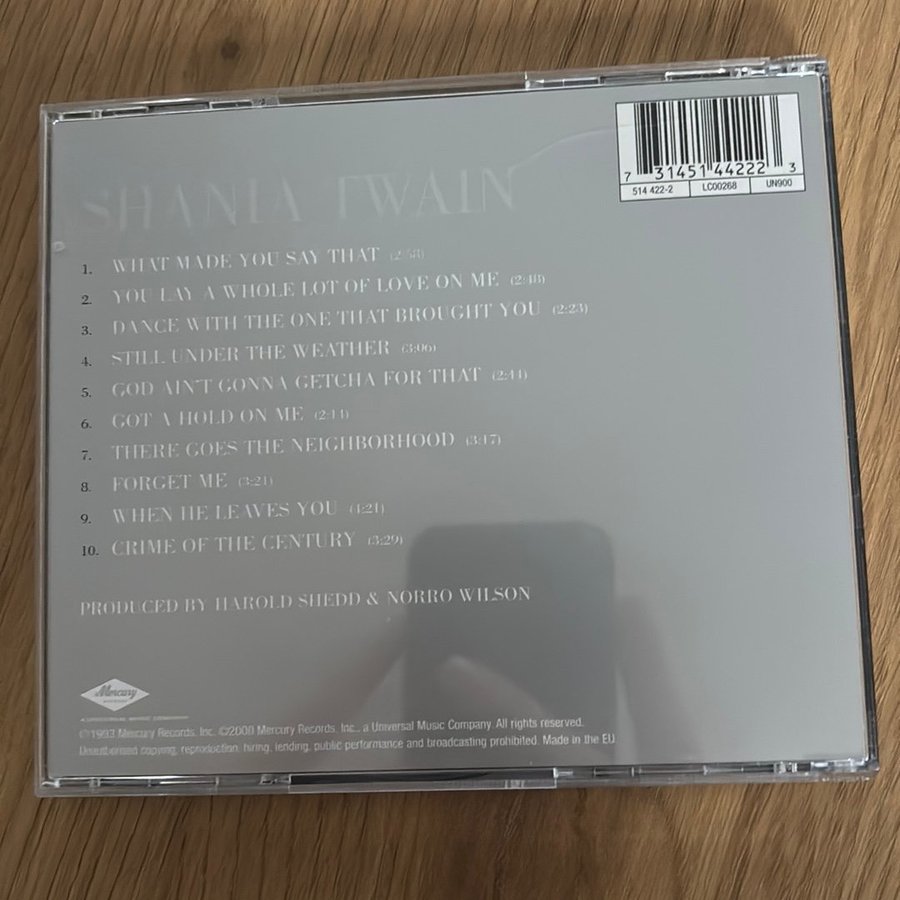 7 31451 44222 3
514 422-2 LC00268 UN900
SHANIA TWAIN
1. WHAT MADE YOU SAY THAT (2:58)
2. YOU LAY A WHOLE LOT OF LOVE ON ME (2:48)
3. DANCE WITH THE ONE THAT BROUGHT YOU (2:23)
4. STILL UNDER THE WEATHER (3:06)
5. GOD AIN'T GONNA GETCHA FOR THAT (2:44)
6. GOT A HOLD ON ME (2:14)
7. THERE GOES THE NEIGHBORHOOD (3:17)
8. FORGET ME (3:21)
9. WHEN HE LEAVES YOU (4:21)
10. CRIME OF THE CENTURY (3:29)
PRODUCED BY HAROLD SHEDD & NORRO WILSON
Mercury
A UNIVERSAL MUSIC COMPANY
℗1993 Mercury Records, Inc. ©2000 Mercury Records, Inc., a Universal Music Company. All rights reserved.
Unauthorised copying, reproduction, hiring, lending, public performance and broadcasting prohibited. Made in the EU